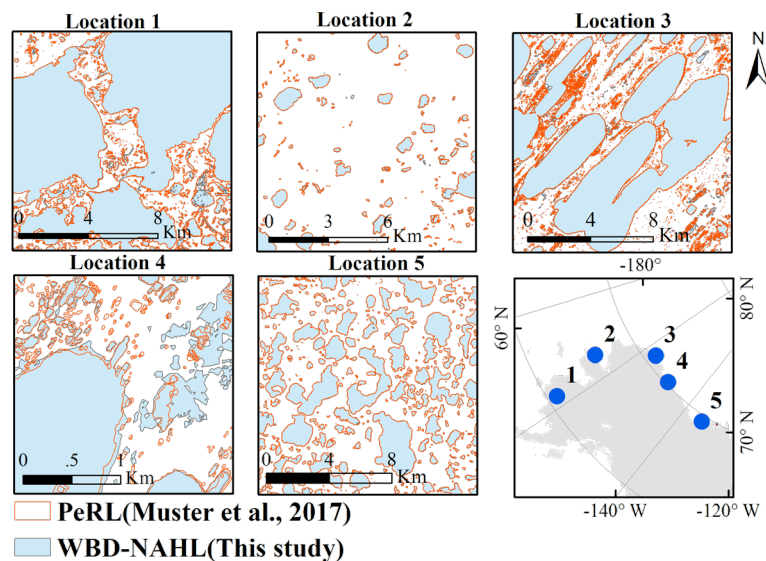 Location 1
Location 2
Location 3
N
0 4 8
Km
0 3 6
Km
0 4 8
Km
Location 4
Location 5
-180°
0 .5 1
Km
0 4 8
Km
60° N
80° N
70° N
1
2
3
4
5
-140° W
-120° W
PeRL(Muster et al., 2017)
WBD-NAHL(This study)